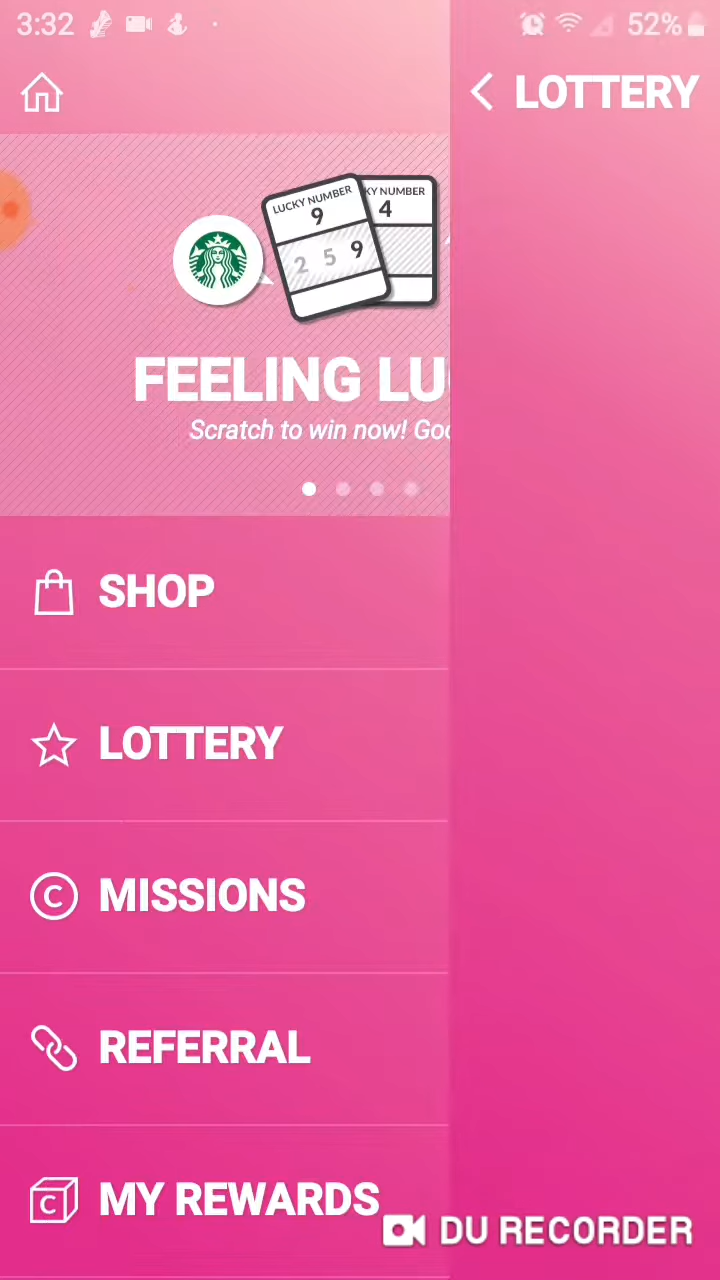 3:32
52%
LOTTERY
LUCKY NUMBER
9
KY NUMBER
4
2 5 9
FEELING LU
Scratch to win now! Goo
SHOP
LOTTERY
MISSIONS
REFERRAL
MY REWARDS
DU RECORDER